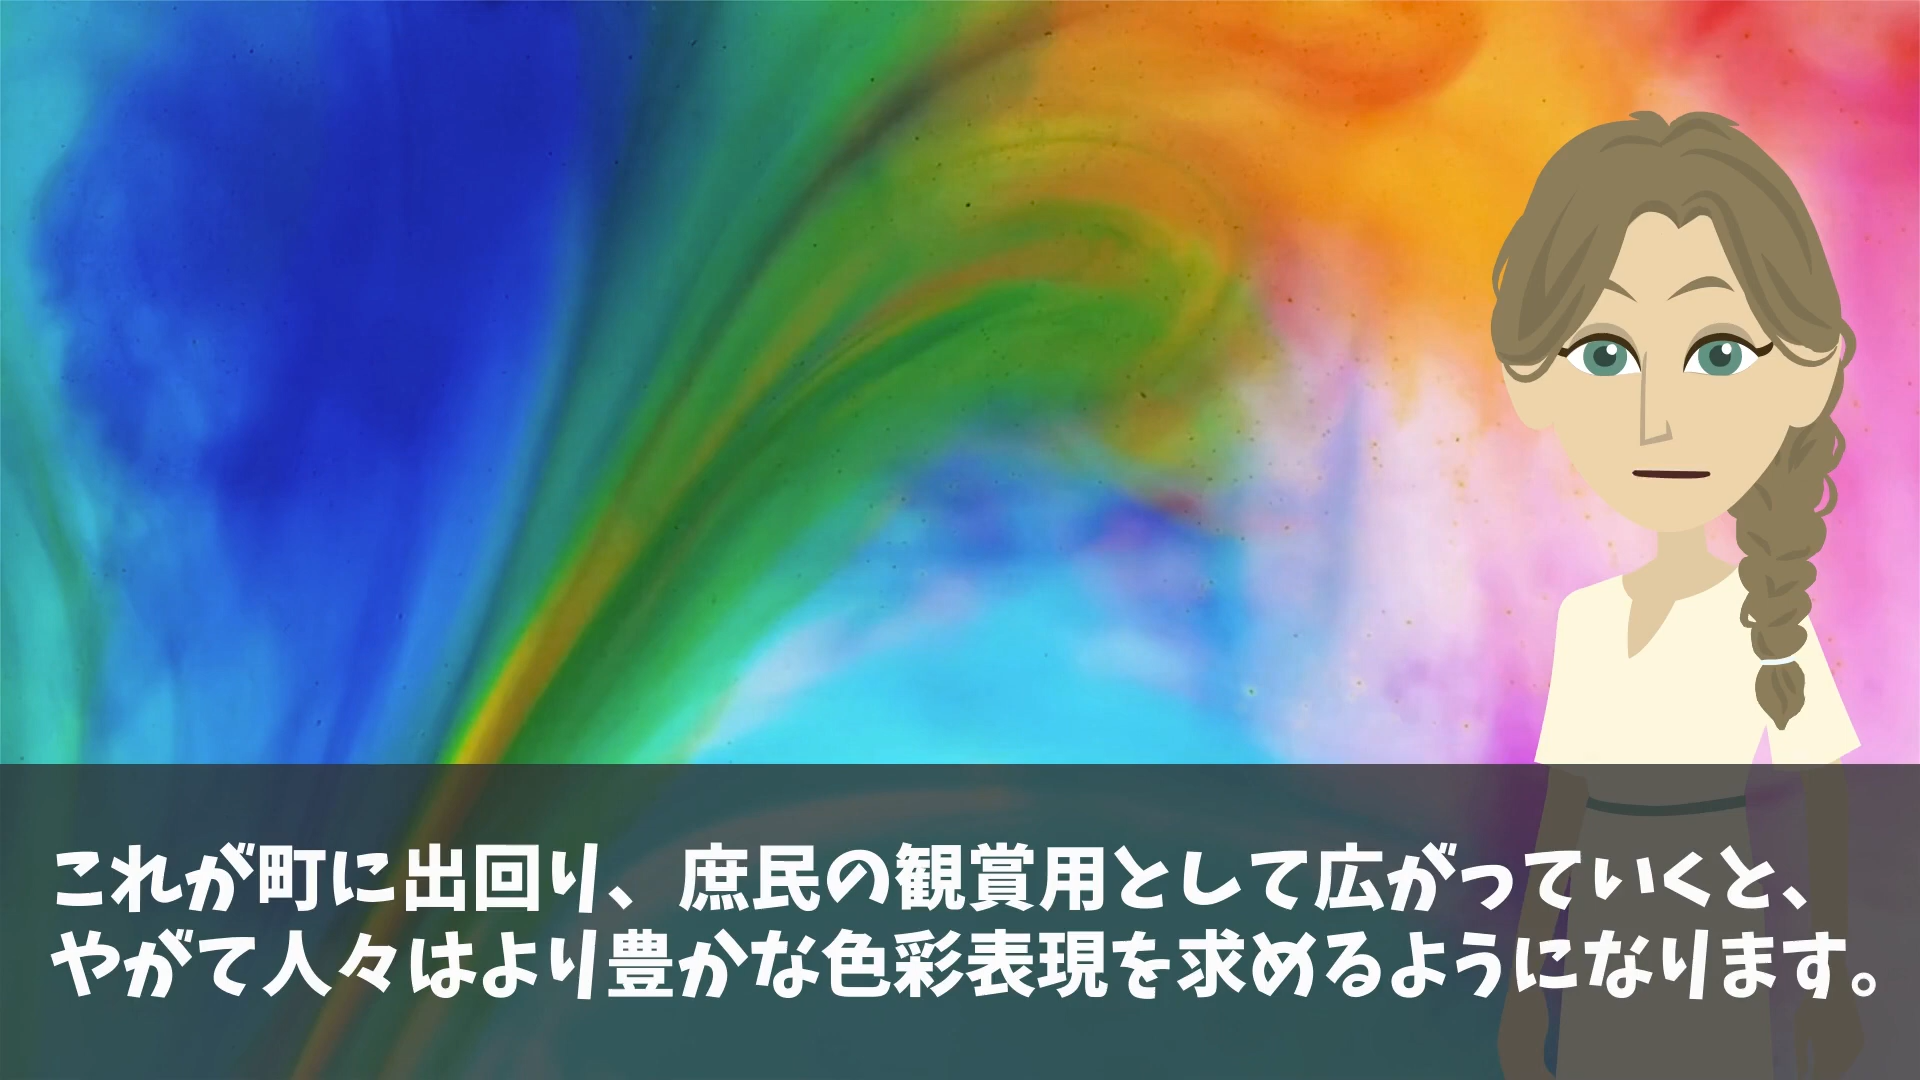 これが町に出回り、庶民の観賞用として広がっていくと、
やがて人々はより豊かな色彩表現を求めるようになります。